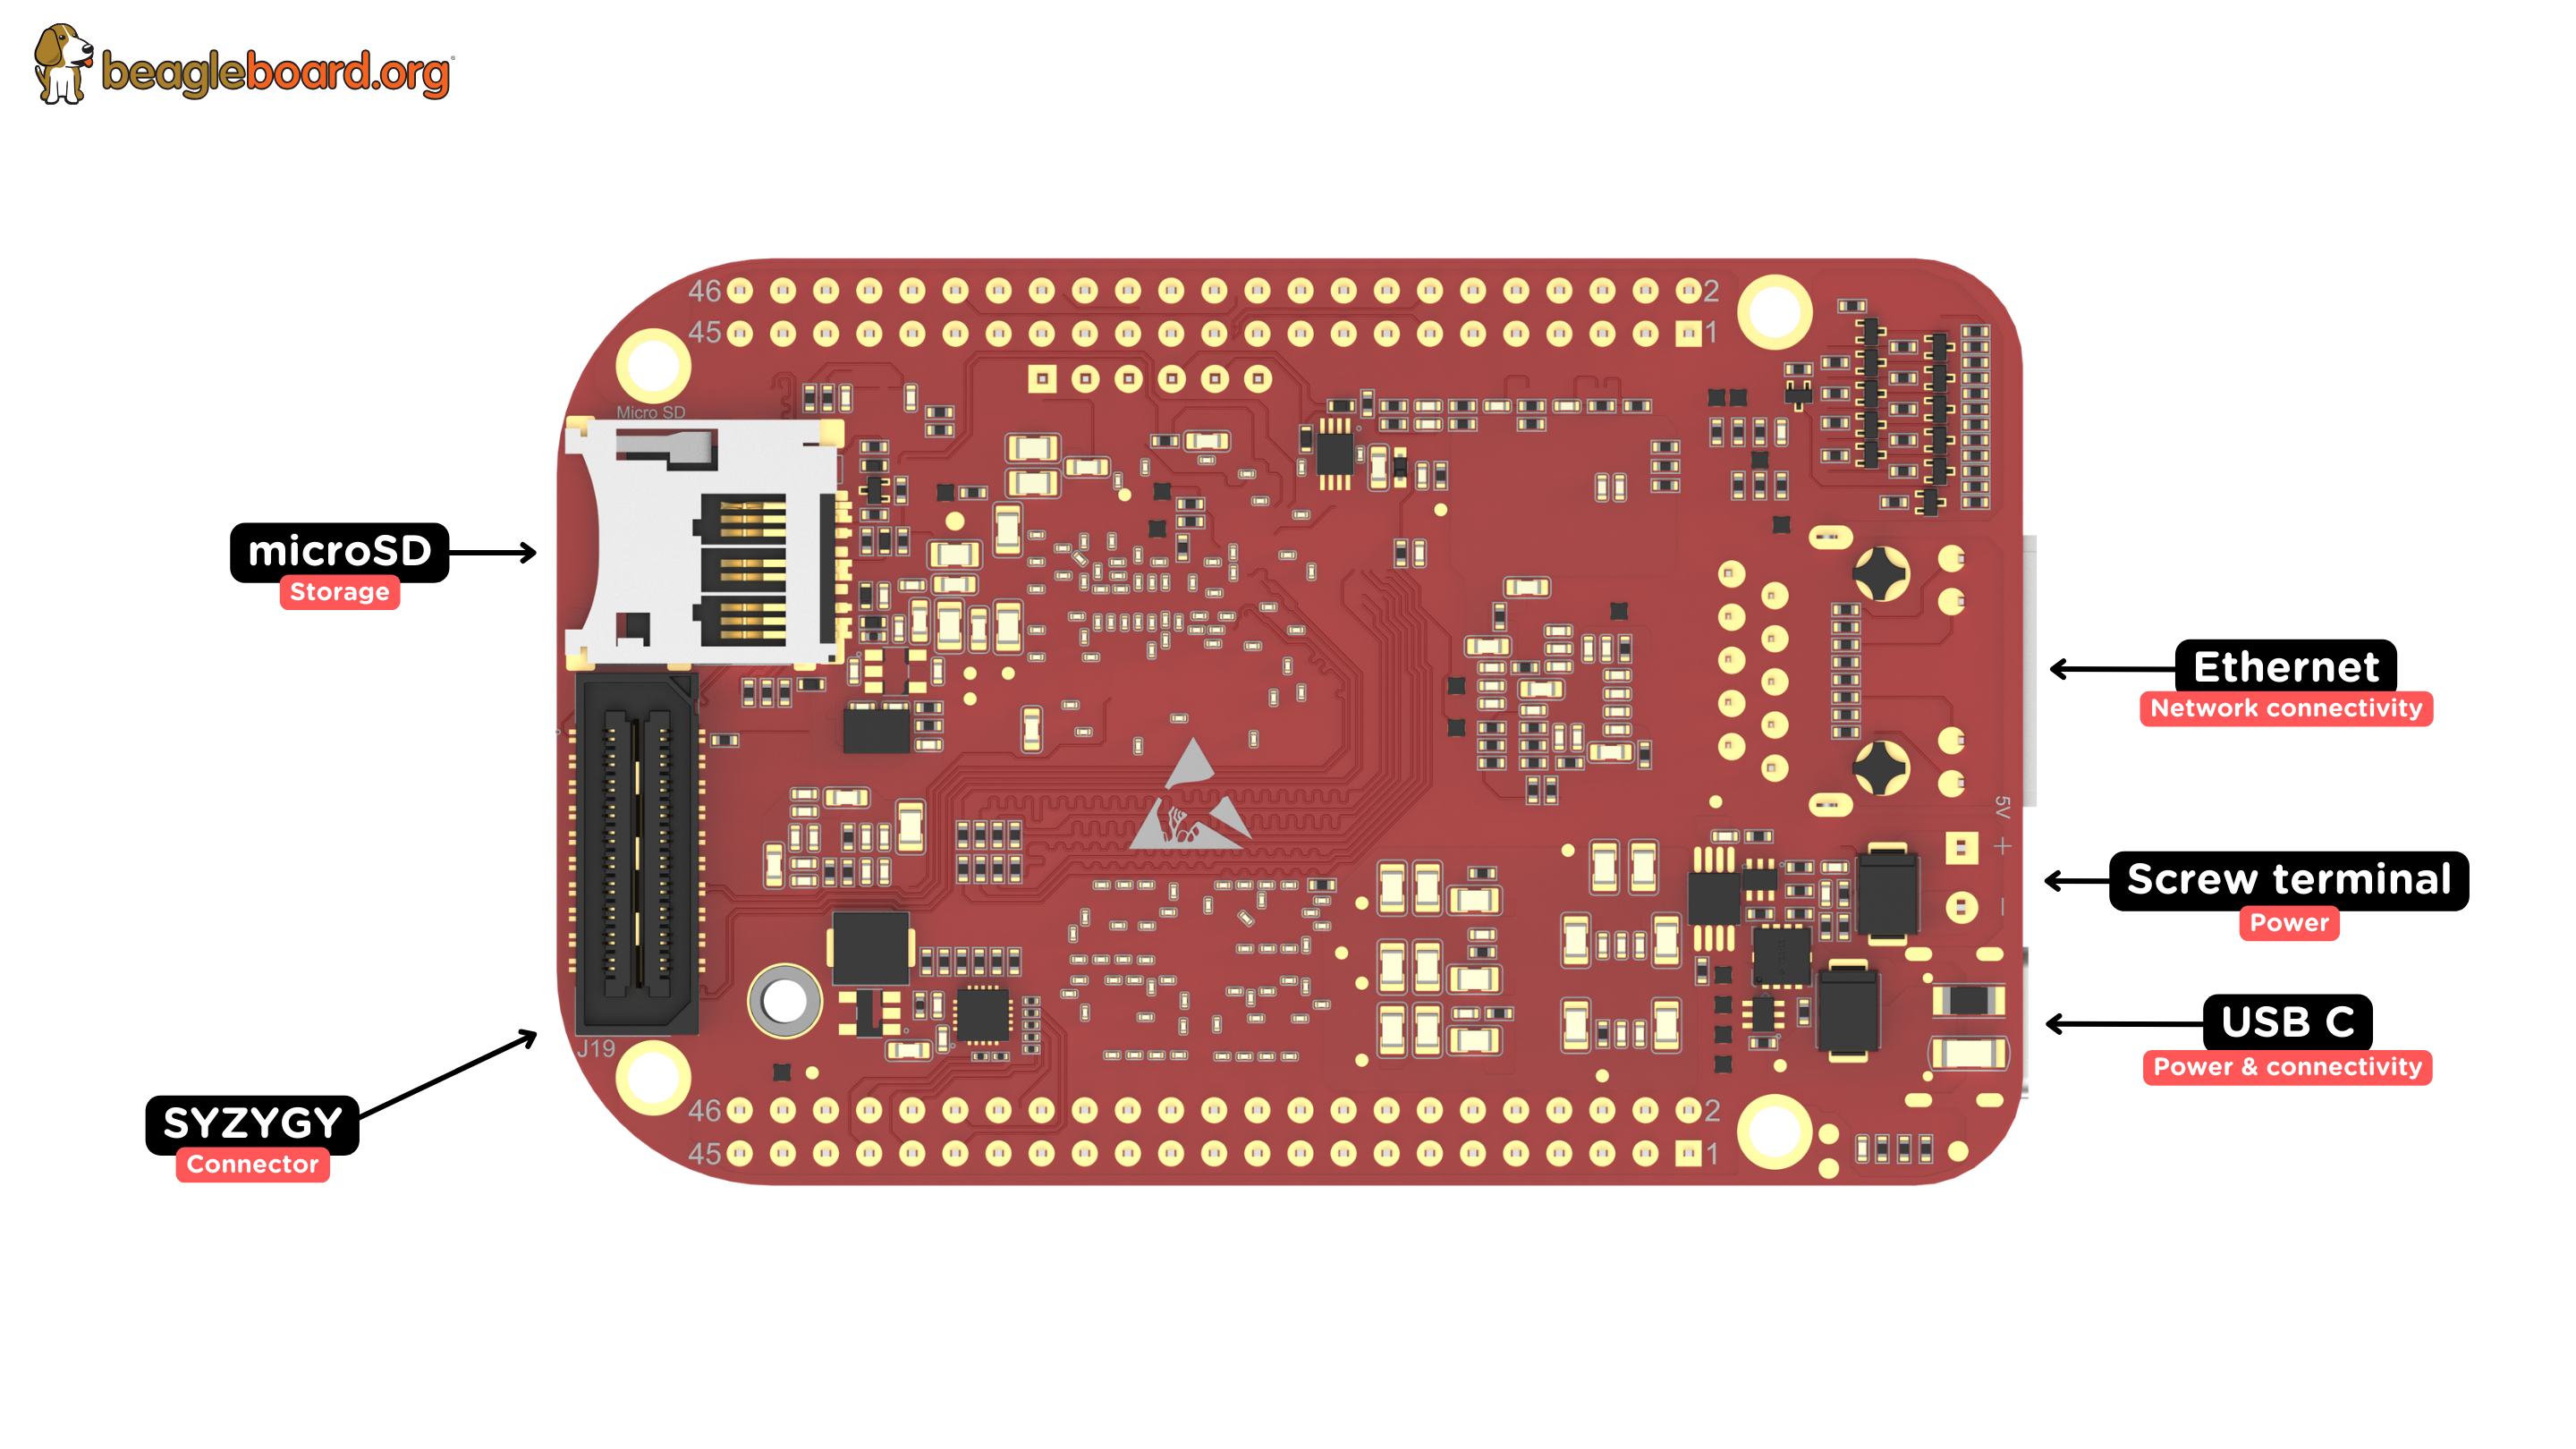 beagleboard.org
46
2
45
1
Micro SD
microSD
Storage
Ethernet
Network connectivity
5V
+
Screw terminal
Power
-
USB C
Power & connectivity
J19
SYZYGY
Connector
46
2
45
1